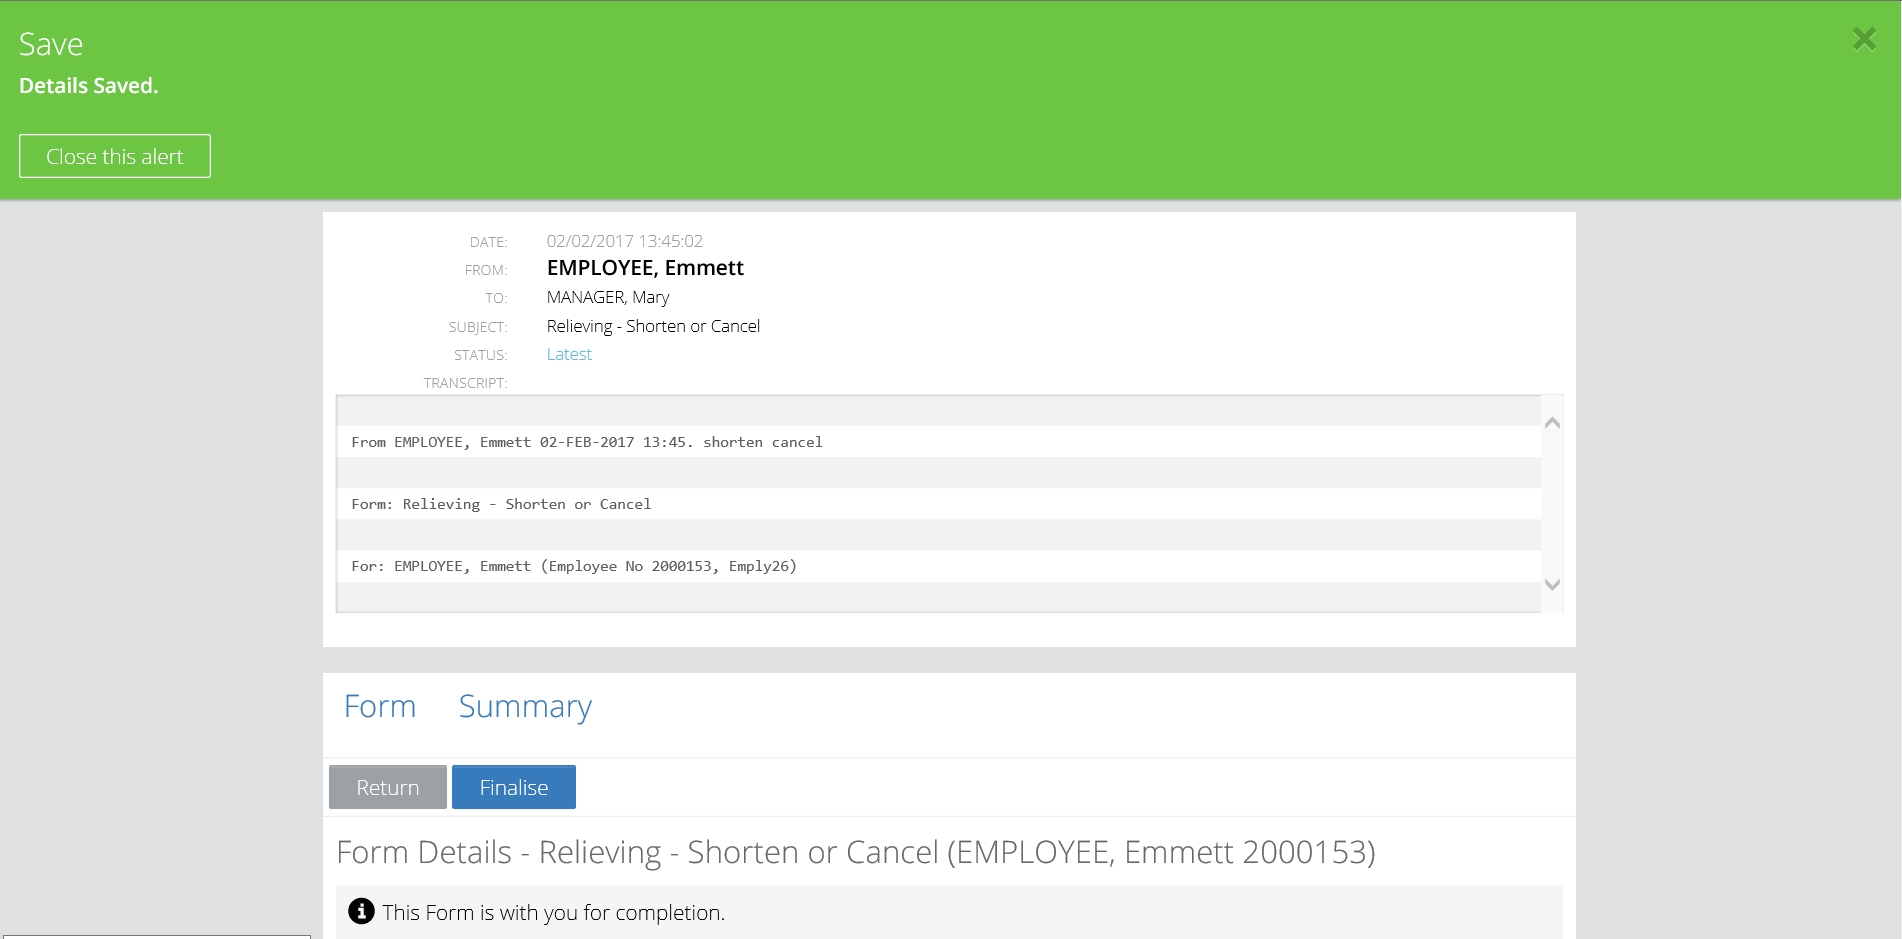 Save
Details Saved.
Close this alert
DATE: 02/02/2017 13:45:02
FROM: EMPLOYEE, Emmett
TO: MANAGER, Mary
SUBJECT: Relieving - Shorten or Cancel
STATUS: Latest
TRANSCRIPT:
From EMPLOYEE, Emmett 02-FEB-2017 13:45. shorten cancel
Form: Relieving - Shorten or Cancel
For: EMPLOYEE, Emmett (Employee No 2000153, Emply26)
Form Summary
Return Finalise
Form Details - Relieving - Shorten or Cancel (EMPLOYEE, Emmett 2000153)
This Form is with you for completion.